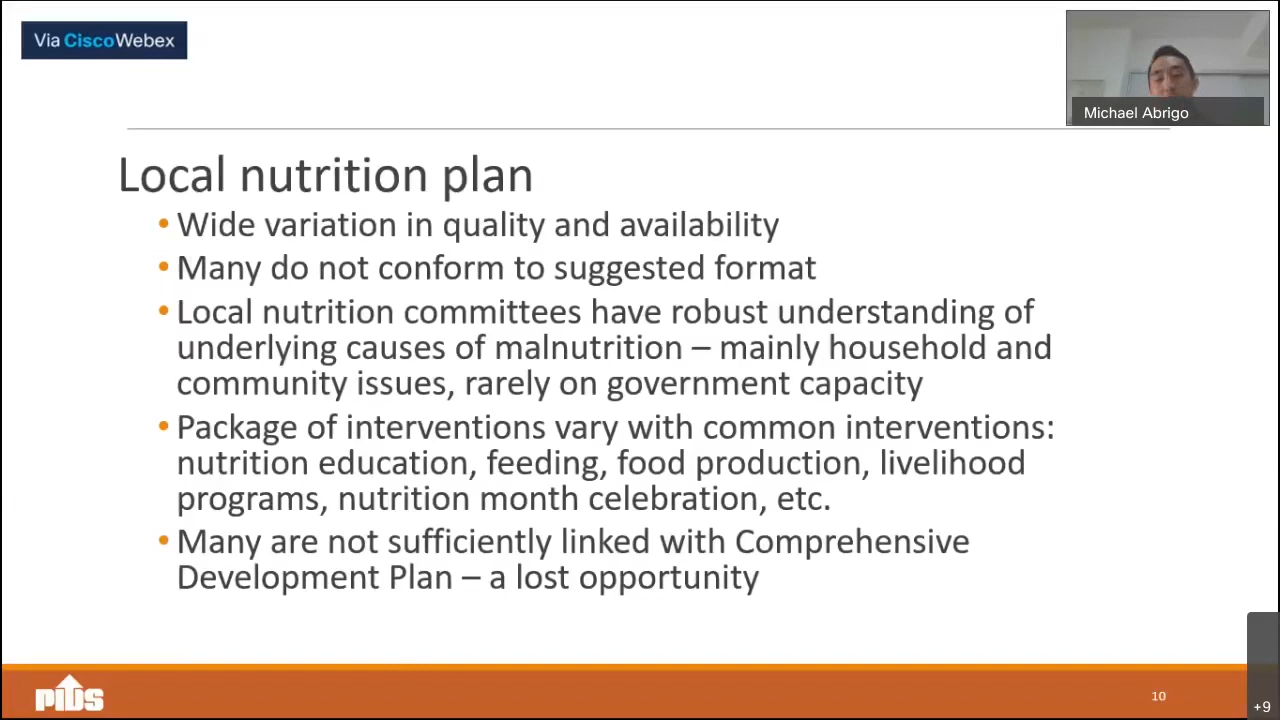 Via CiscoWebex
Michael Abrigo
Local nutrition plan
• Wide variation in quality and availability
• Many do not conform to suggested format
• Local nutrition committees have robust understanding of
underlying causes of malnutrition – mainly household and
community issues, rarely on government capacity
• Package of interventions vary with common interventions:
nutrition education, feeding, food production, livelihood
programs, nutrition month celebration, etc.
• Many are not sufficiently linked with Comprehensive
Development Plan – a lost opportunity
pids
10
+9